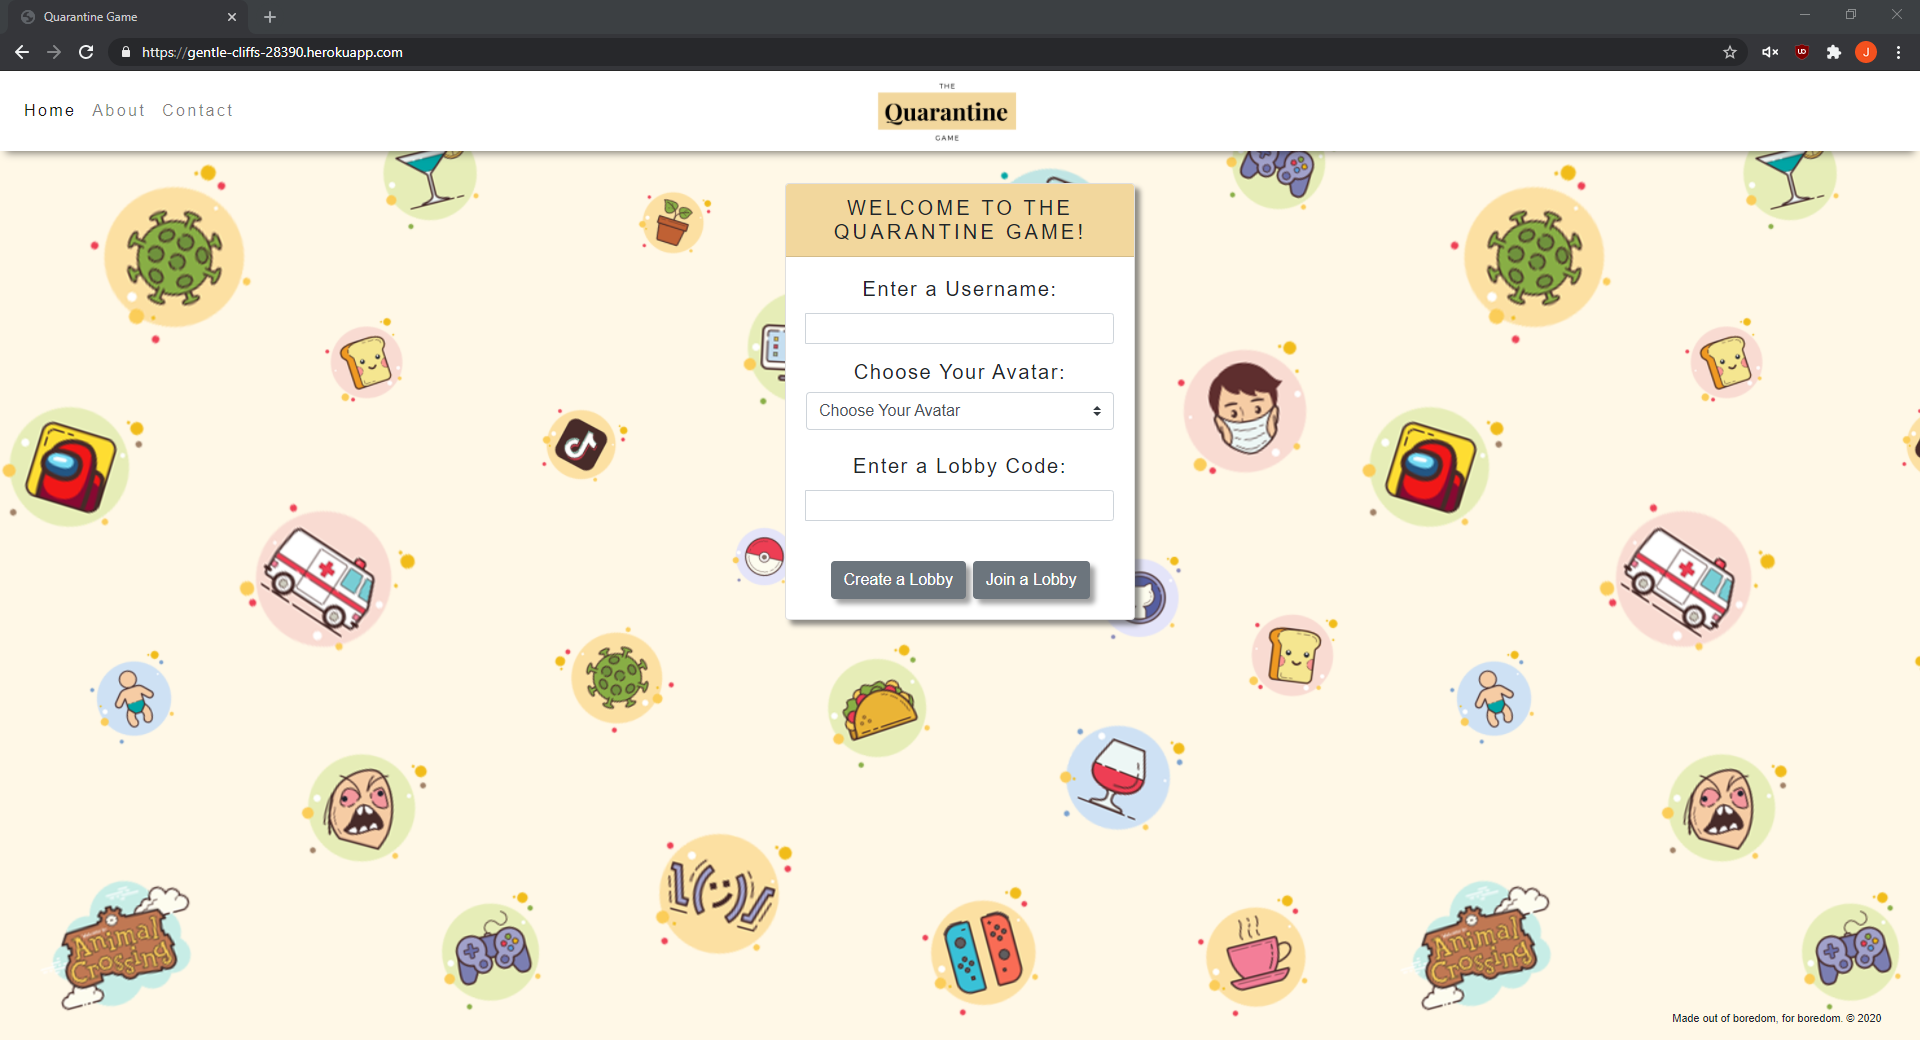 Quarantine Game
https://gentle-cliffs-28390.herokuapp.com
J
Home About Contact
THE
Quarantine
GAME
WELCOME TO THE
QUARANTINE GAME!
Enter a Username:
Choose Your Avatar:
Choose Your Avatar
Enter a Lobby Code:
Create a Lobby Join a Lobby
Animal
Crossing
Animal
Crossing
Made out of boredom, for boredom. © 2020